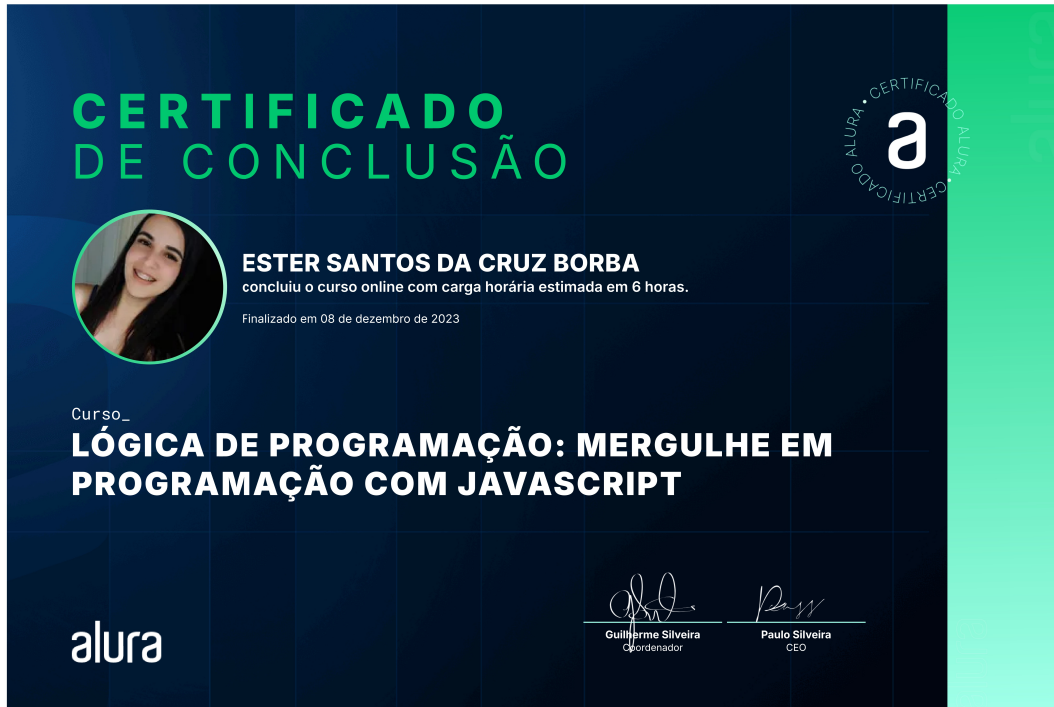 CERTIFICADO
DE CONCLUSÃO
CERTIFICADO ALURA • CERTIFICADO ALURA •
a
ESTER SANTOS DA CRUZ BORBA
concluiu o curso online com carga horária estimada em 6 horas.
Finalizado em 08 de dezembro de 2023
Curso_
LÓGICA DE PROGRAMAÇÃO: MERGULHE EM
PROGRAMAÇÃO COM JAVASCRIPT
Guilherme Silveira
Coordenador
Paulo Silveira
CEO
alura